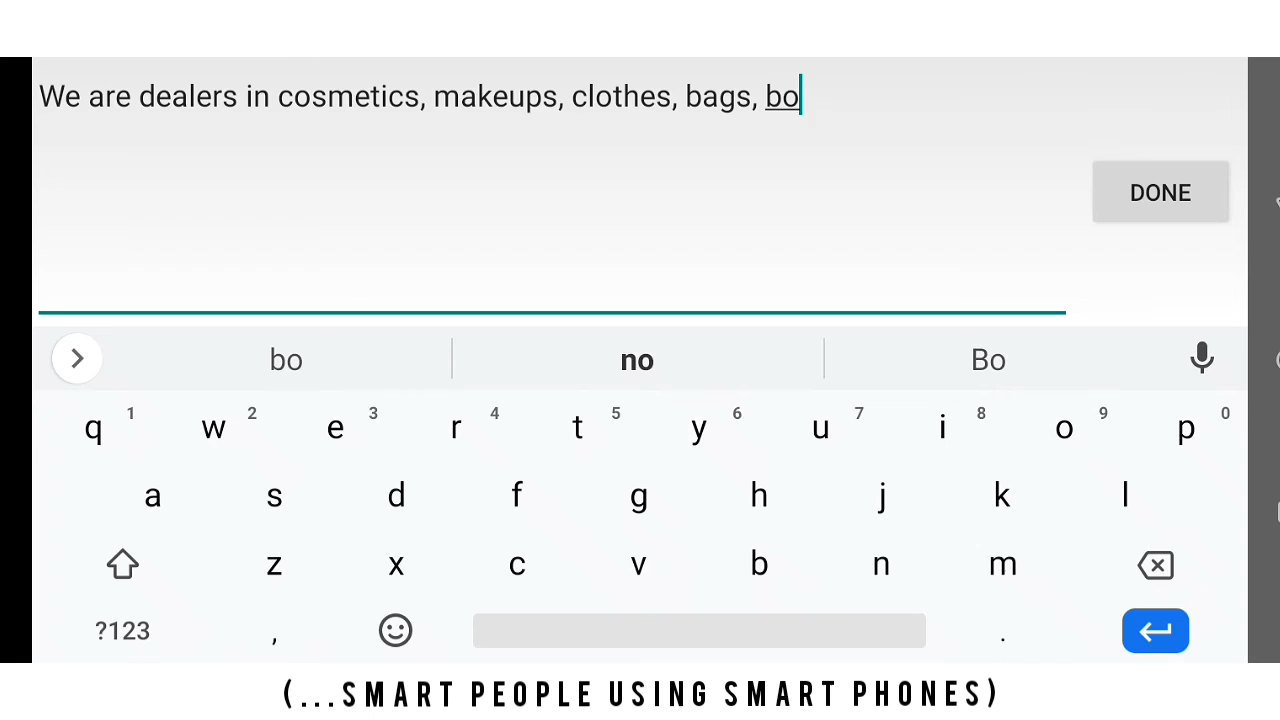 We are dealers in cosmetics, makeups, clothes, bags, bo
DONE
bo no Bo
q 1 w 2 e 3 r 4 t 5 y 6 u 7 i 8 o 9 p 0
a s d f g h j k l
z x c v b n m
?123 , .
(...SMART PEOPLE USING SMART PHONES)